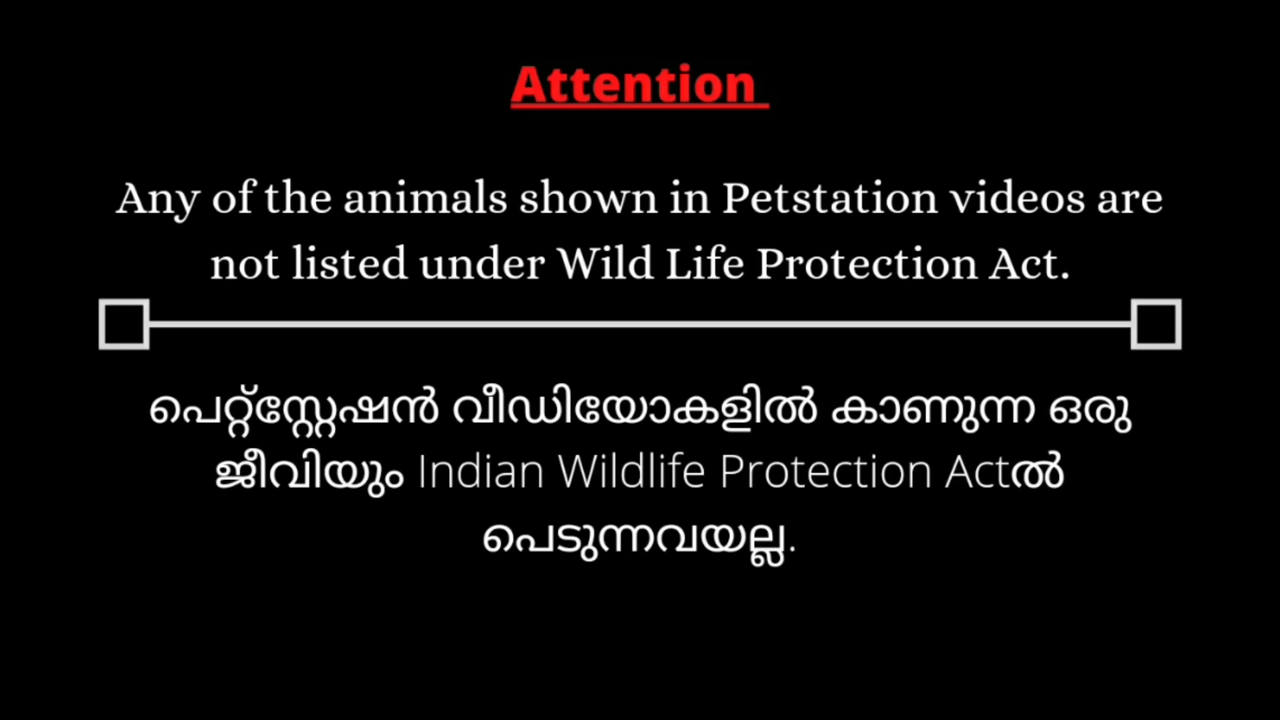 Attention
Any of the animals shown in Petstation videos are
not listed under Wild Life Protection Act.
പെറ്റ്സ്റ്റേഷൻ വീഡിയോകളിൽ കാണുന്ന ഒരു
ജീവിയും Indian Wildlife Protection Actൽ
പെടുന്നവയല്ല.